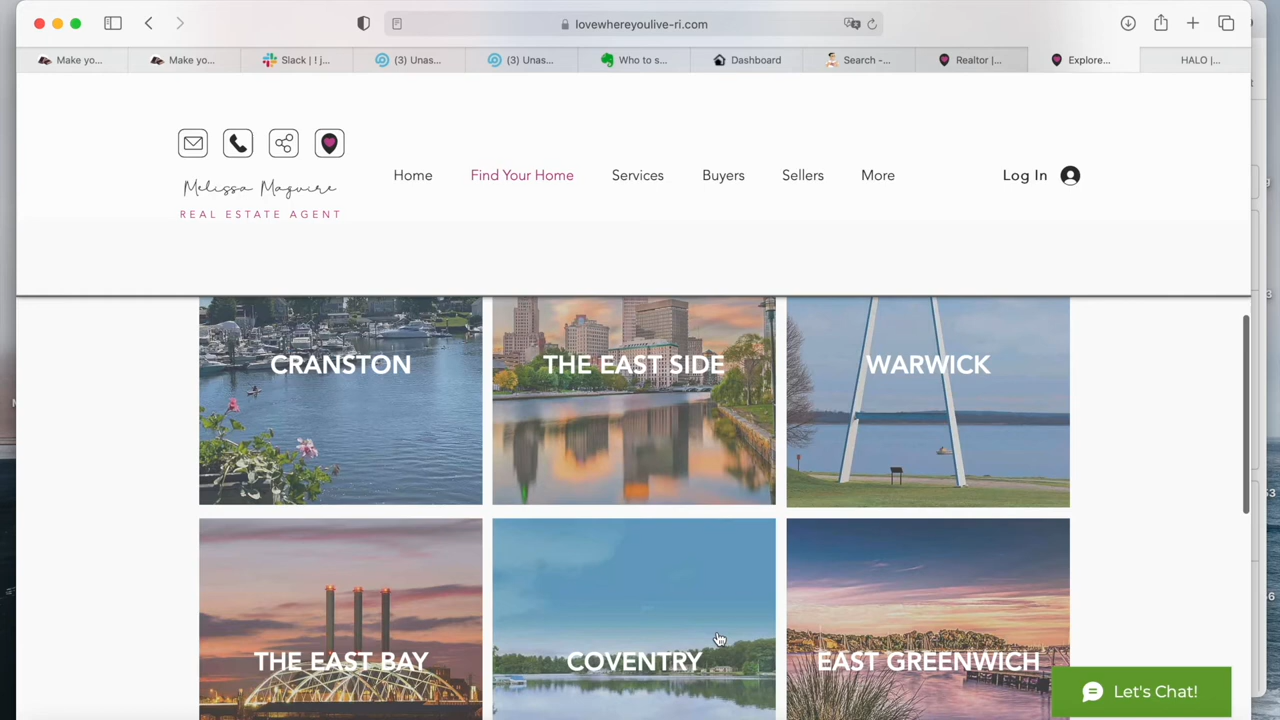 lovewhereyoulive-ri.com
Make yo...
Make yo...
Slack | ! j...
(3) Unas...
(3) Unas...
Who to s...
Dashboard
Search -...
Realtor |...
Explore...
HALO |...
Melissa Maguire
REAL ESTATE AGENT
Home
Find Your Home
Services
Buyers
Sellers
More
Log In
CRANSTON
THE EAST SIDE
WARWICK
THE EAST BAY
COVENTRY
EAST GREENWICH
Let's Chat!